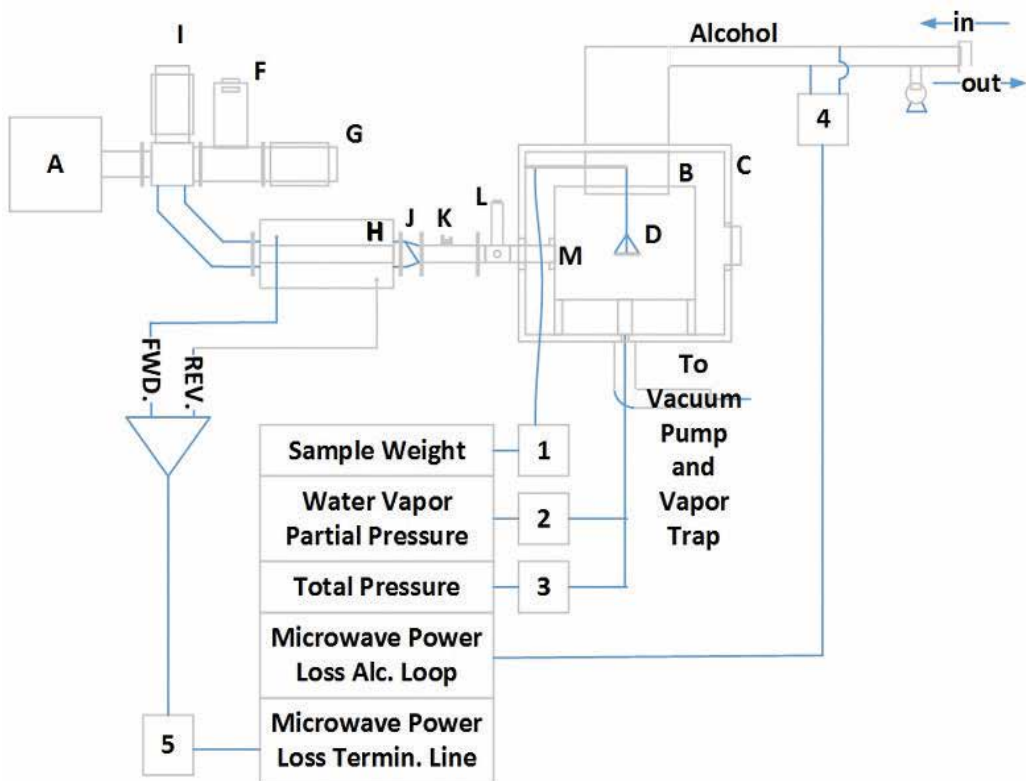 I
F
G
A
Alcohol
in
out
4
B
C
L
H
J
K
D
M
FWD.
REV.
To
Vacuum
Pump
and
Vapor
Trap
Sample Weight
1
Water Vapor
Partial Pressure
2
Total Pressure
3
Microwave Power
Loss Alc. Loop
Microwave Power
Loss Termin. Line
5